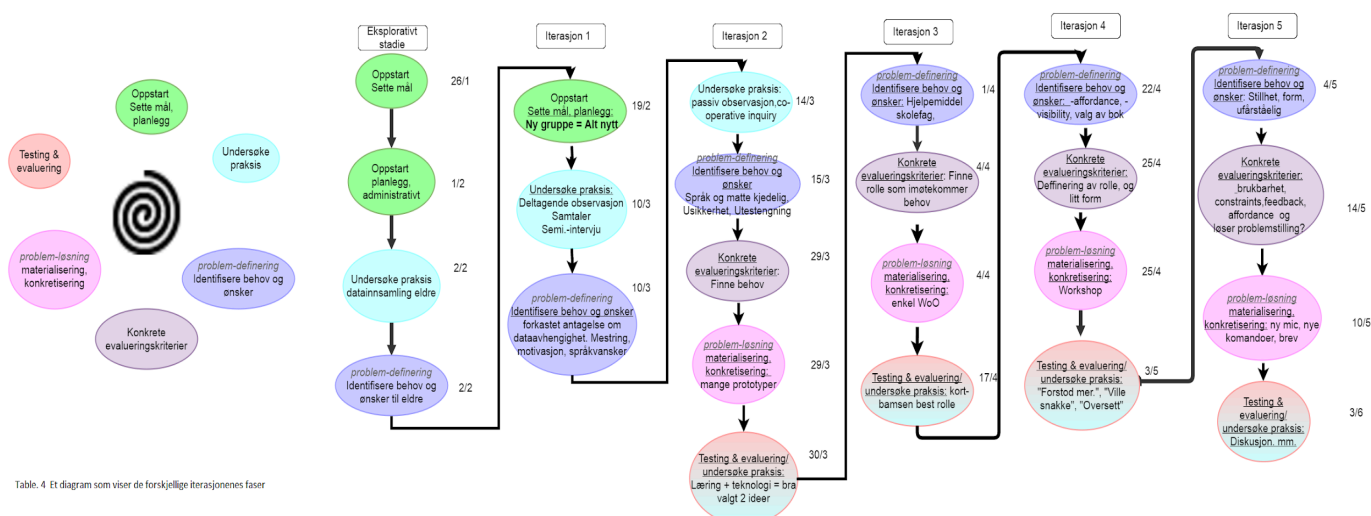 Oppstart
Sette mål,
planlegg
Undersøke
praksis
problem-definering
Identifisere behov og
ønsker
Konkrete
evalueringskriterier
problem-løsning
materialisering,
konkretisering
Testing &
evaluering
Table. 4 Et diagram som viser de forskjellige iterasjonenes faser
Eksplorativt
stadie
Oppstart
Sette mål
26/1
Oppstart
planlegg,
administrativt
1/2
Undersøke praksis
datainnsamling eldre
2/2
problem-definering
Identifisere behov og
ønsker til eldre
2/2
Iterasjon 1
Oppstart
Sette mål, planlegg:
Ny gruppe = Alt nytt
19/2
Undersøke praksis:
Deltagende observasjon
Samtaler
Semi.-intervju
10/3
problem-definering
Identifisere behov og ønsker
forkastet antagelse om
dataavhengighet. Mestring,
motivasjon, språkvansker
10/3
Iterasjon 2
Undersøke praksis:
passiv observasjon,co-
operative inquiry
14/3
problem-definering
Identifisere behov og
ønsker
Språk og matte kjedelig,
Usikkerhet, Utestengning
15/3
Konkrete
evalueringskriterier:
Finne behov
29/3
problem-løsning
materialisering,
konkretisering:
mange prototyper
29/3
Testing & evaluering/
undersøke praksis:
Læring + teknologi = bra
valgt 2 ideer
30/3
Iterasjon 3
problem-definering
Identifisere behov og
ønsker: Hjelpemiddel
skolefag,
1/4
Konkrete
evalueringskriterier: Finne
rolle som imøtekommer
behov
4/4
problem-løsning
materialisering,
konkretisering:
enkel WoO
4/4
Testing & evaluering/
undersøke praksis: kort-
bamsen best rolle
17/4
Iterasjon 4
problem-definering
Identifisere behov og
ønsker: -affordance, -
visibility, valg av bok
22/4
Konkrete
evalueringskriterier:
Deffinering av rolle, og
litt form
25/4
problem-løsning
materialisering,
konkretisering:
Workshop
25/4
Testing & evaluering/
undersøke praksis:
"Forstod mer.", "Ville
snakke", "Oversett"
3/5
Iterasjon 5
problem-definering
Identifisere behov og
ønsker: Stillhet, form,
ufårståelig
4/5
Konkrete
evalueringskriterier:
brukbarhet,
constraints,feedback,
affordance og
løser problemstilling?
14/5
problem-løsning
materialisering,
konkretisering: ny mic, nye
komandoer, brev
10/5
Testing &
evaluering/
undersøke praksis:
Diskusjon. mm.
3/6